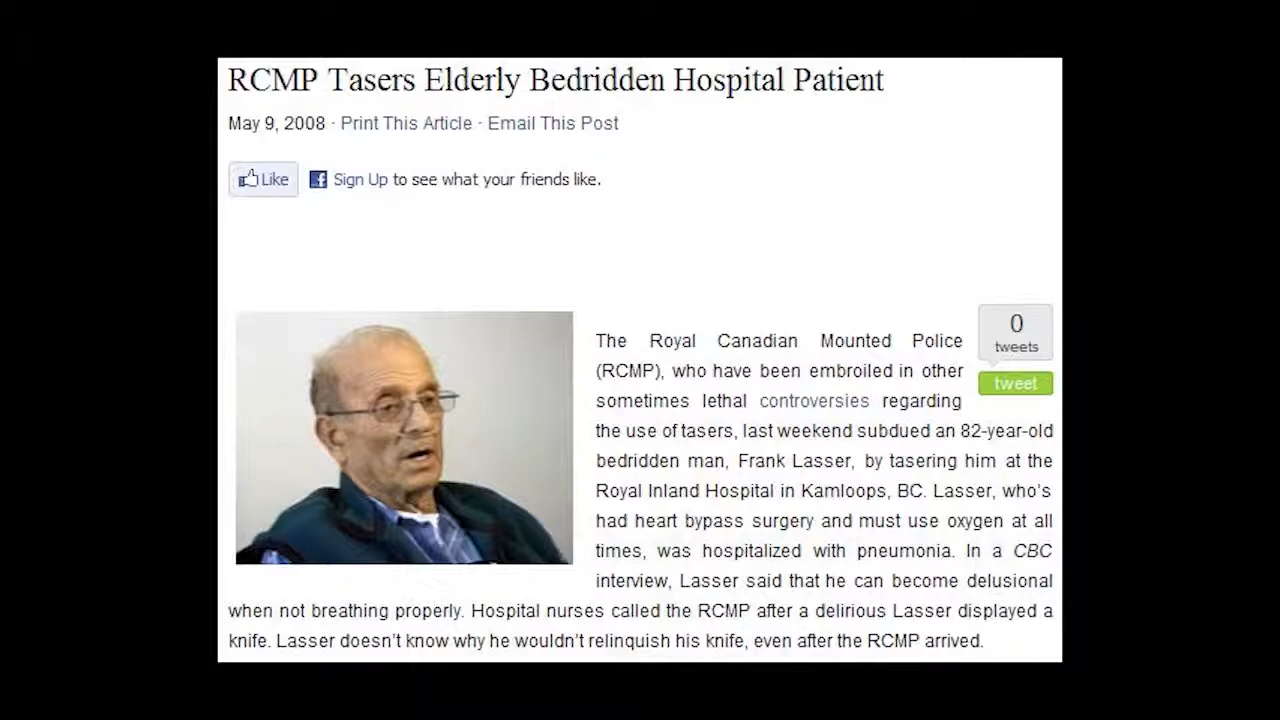 RCMP Tasers Elderly Bedridden Hospital Patient
May 9, 2008 · Print This Article · Email This Post
Like Sign Up to see what your friends like.
0
tweets
tweet
The Royal Canadian Mounted Police
(RCMP), who have been embroiled in other
sometimes lethal controversies regarding
the use of tasers, last weekend subdued an 82-year-old
bedridden man, Frank Lasser, by tasering him at the
Royal Inland Hospital in Kamloops, BC. Lasser, who's
had heart bypass surgery and must use oxygen at all
times, was hospitalized with pneumonia. In a CBC
interview, Lasser said that he can become delusional
when not breathing properly. Hospital nurses called the RCMP after a delirious Lasser displayed a
knife. Lasser doesn't know why he wouldn't relinquish his knife, even after the RCMP arrived.